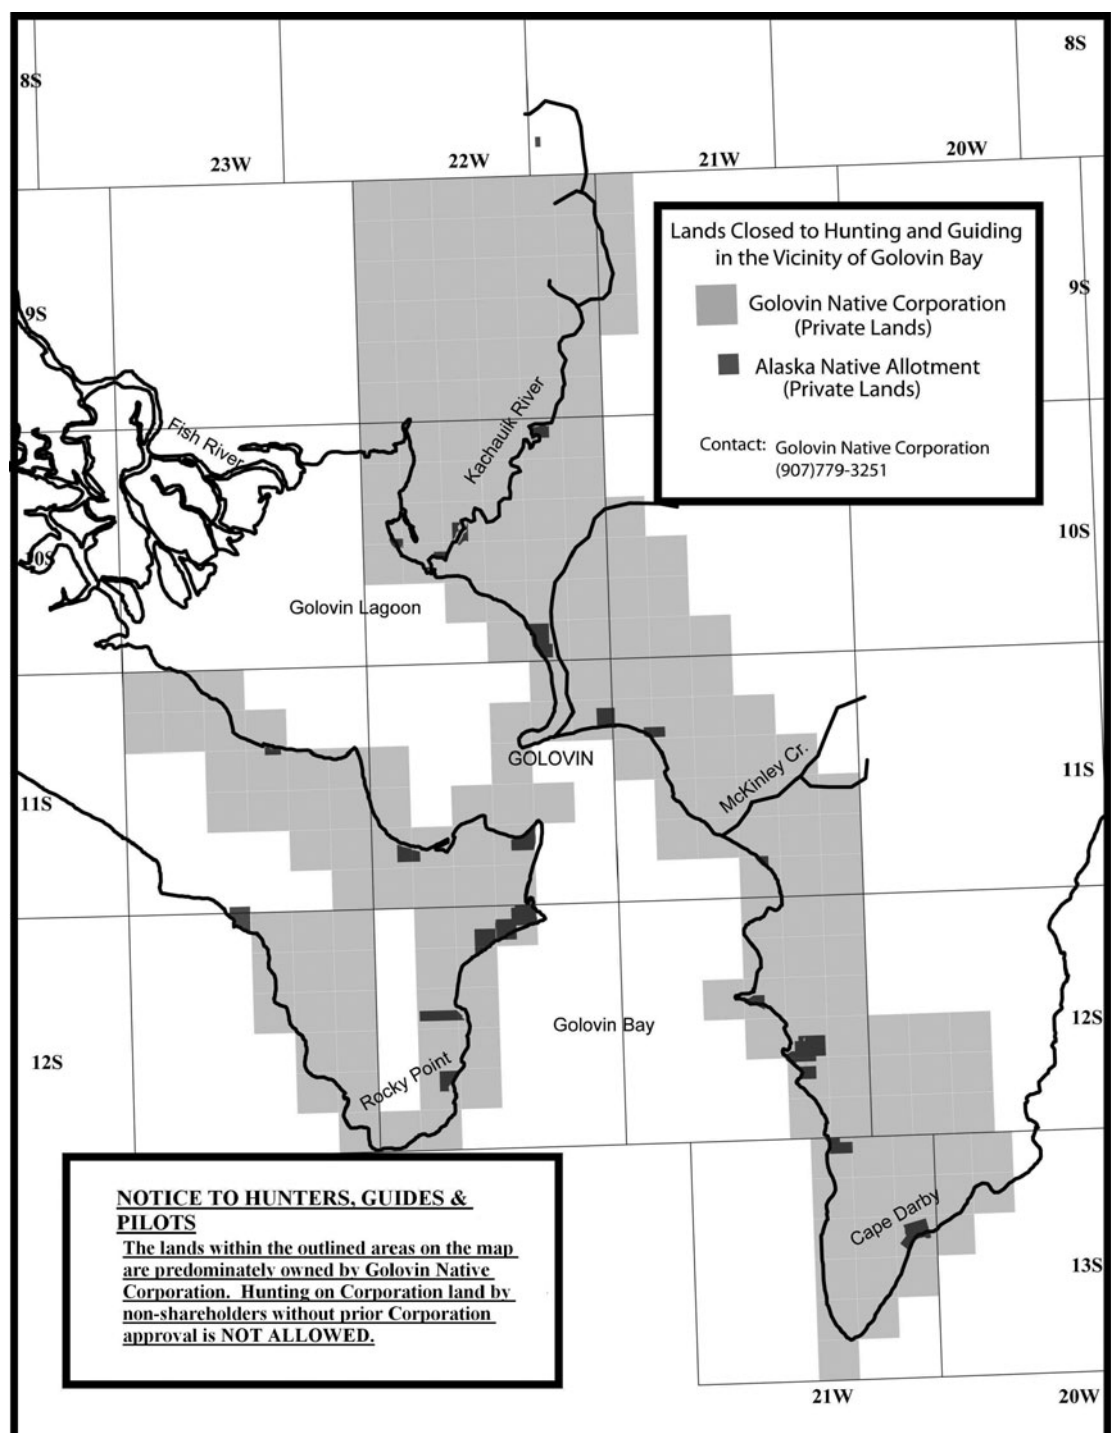 8S
8S
23W
22W
21W
20W
Lands Closed to Hunting and Guiding
in the Vicinity of Golovin Bay
Golovin Native Corporation
(Private Lands)
Alaska Native Allotment
(Private Lands)
Contact: Golovin Native Corporation
(907)779-3251
9S
9S
Fish River
Kachauik River
10S
10S
Golovin Lagoon
GOLOVIN
McKinley Cr.
11S
11S
Golovin Bay
12S
12S
Rocky Point
Cape Darby
13S
NOTICE TO HUNTERS, GUIDES &
PILOTS
The lands within the outlined areas on the map
are predominately owned by Golovin Native
Corporation. Hunting on Corporation land by
non-shareholders without prior Corporation
approval is NOT ALLOWED.
21W
20W